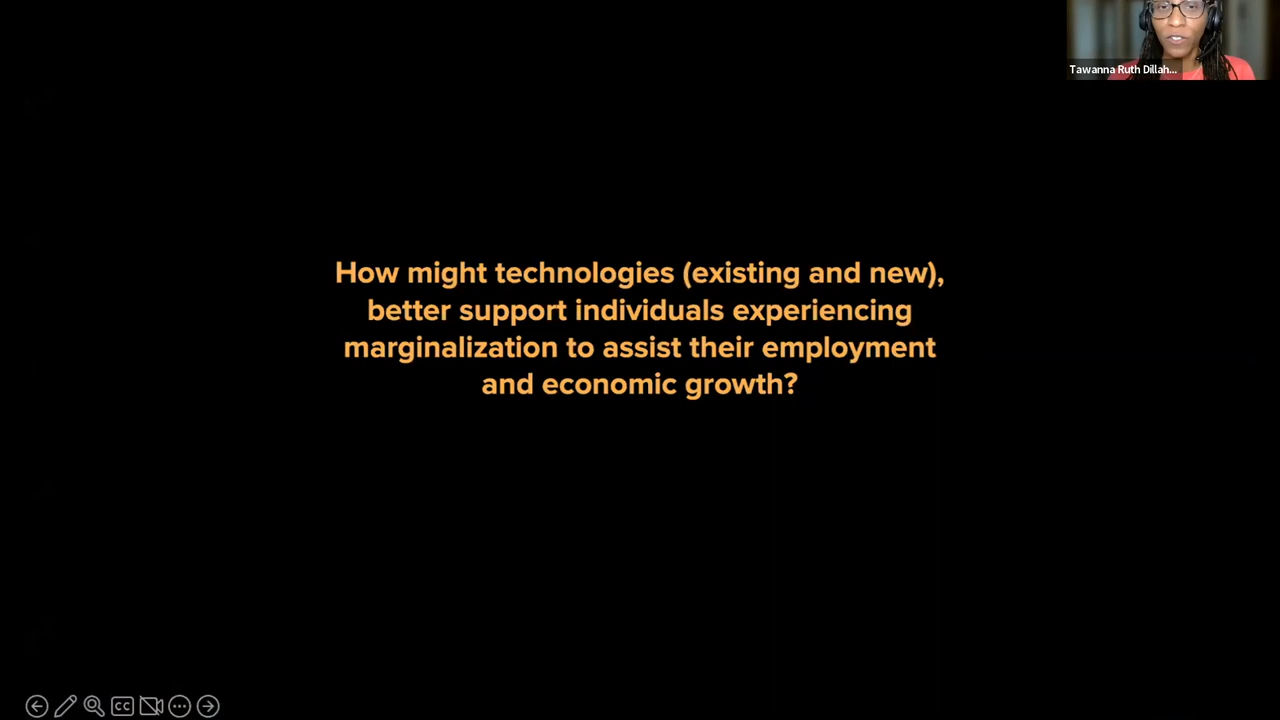 Tawanna Ruth Dillah...
How might technologies (existing and new),
better support individuals experiencing
marginalization to assist their employment
and economic growth?
CC